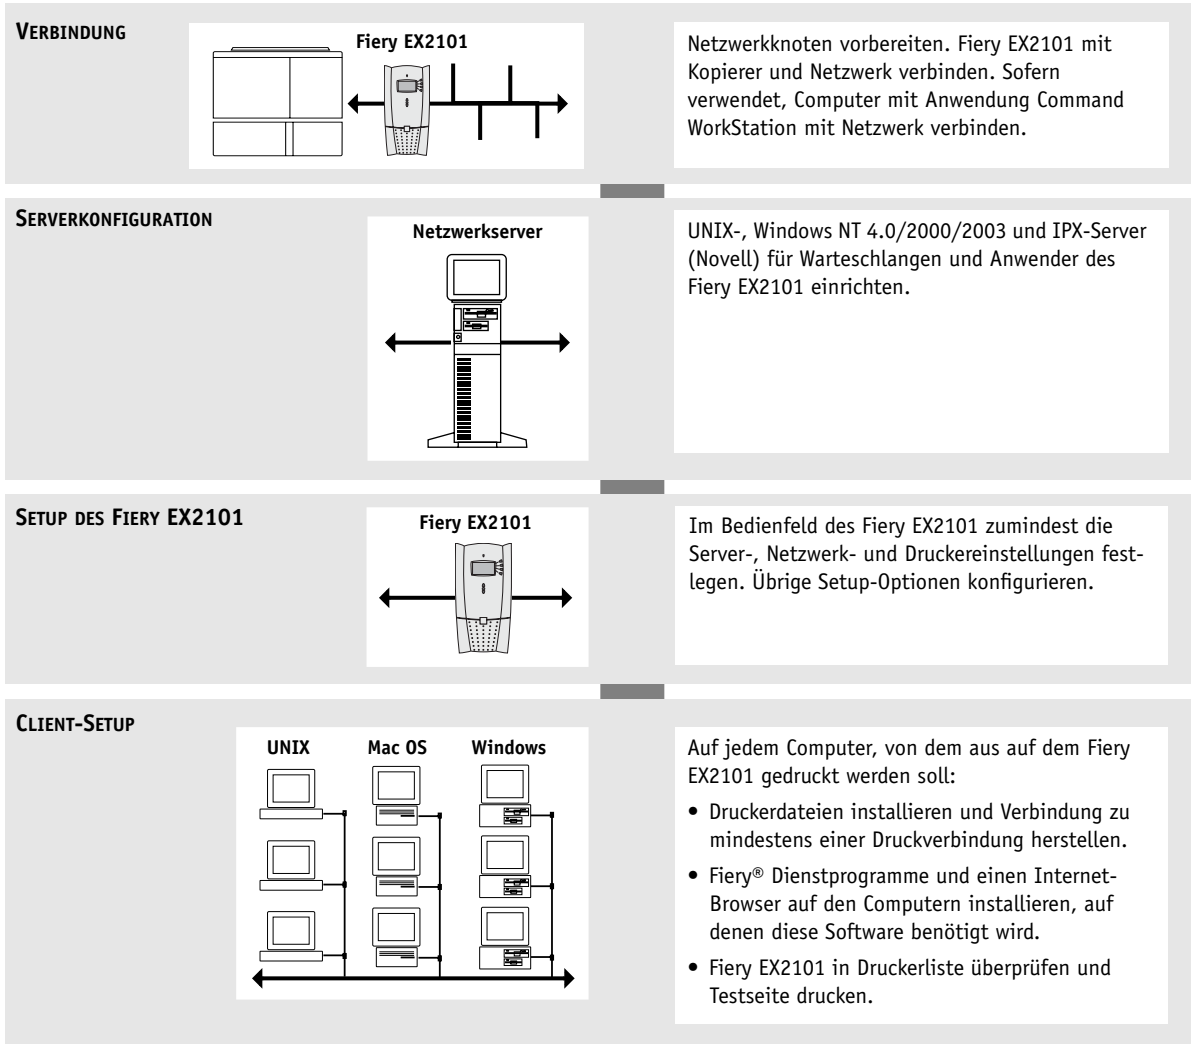 VERBINDUNG
Fiery EX2101
Netzwerkknoten vorbereiten. Fiery EX2101 mit
Kopierer und Netzwerk verbinden. Sofern
verwendet, Computer mit Anwendung Command
WorkStation mit Netzwerk verbinden.
SERVERKONFIGURATION
Netzwerkserver
UNIX-, Windows NT 4.0/2000/2003 und IPX-Server
(Novell) für Warteschlangen und Anwender des
Fiery EX2101 einrichten.
SETUP DES FIERY EX2101
Fiery EX2101
Im Bedienfeld des Fiery EX2101 zumindest die
Server-, Netzwerk- und Druckereinstellungen fest-
legen. Übrige Setup-Optionen konfigurieren.
CLIENT-SETUP
UNIX Mac OS Windows
Auf jedem Computer, von dem aus auf dem Fiery
EX2101 gedruckt werden soll:
• Druckerdateien installieren und Verbindung zu
mindestens einer Druckverbindung herstellen.
• Fiery® Dienstprogramme und einen Internet-
Browser auf den Computern installieren, auf
denen diese Software benötigt wird.
• Fiery EX2101 in Druckerliste überprüfen und
Testseite drucken.